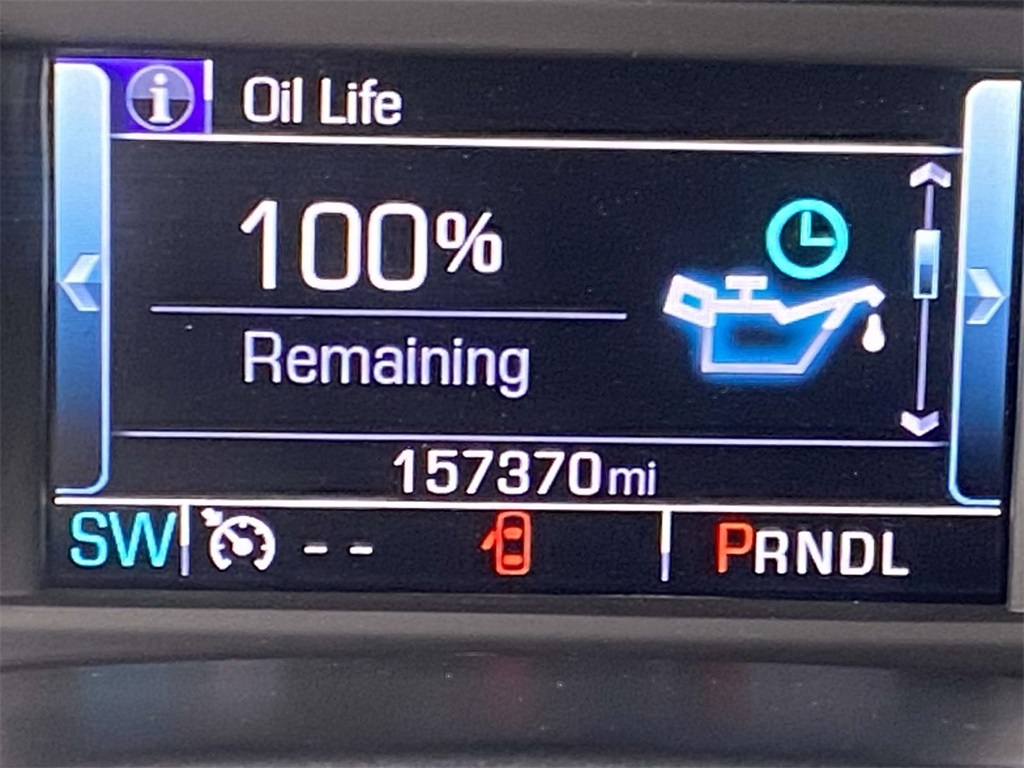 i Oil Life
100%
Remaining
157370mi
SW -- PRNDL